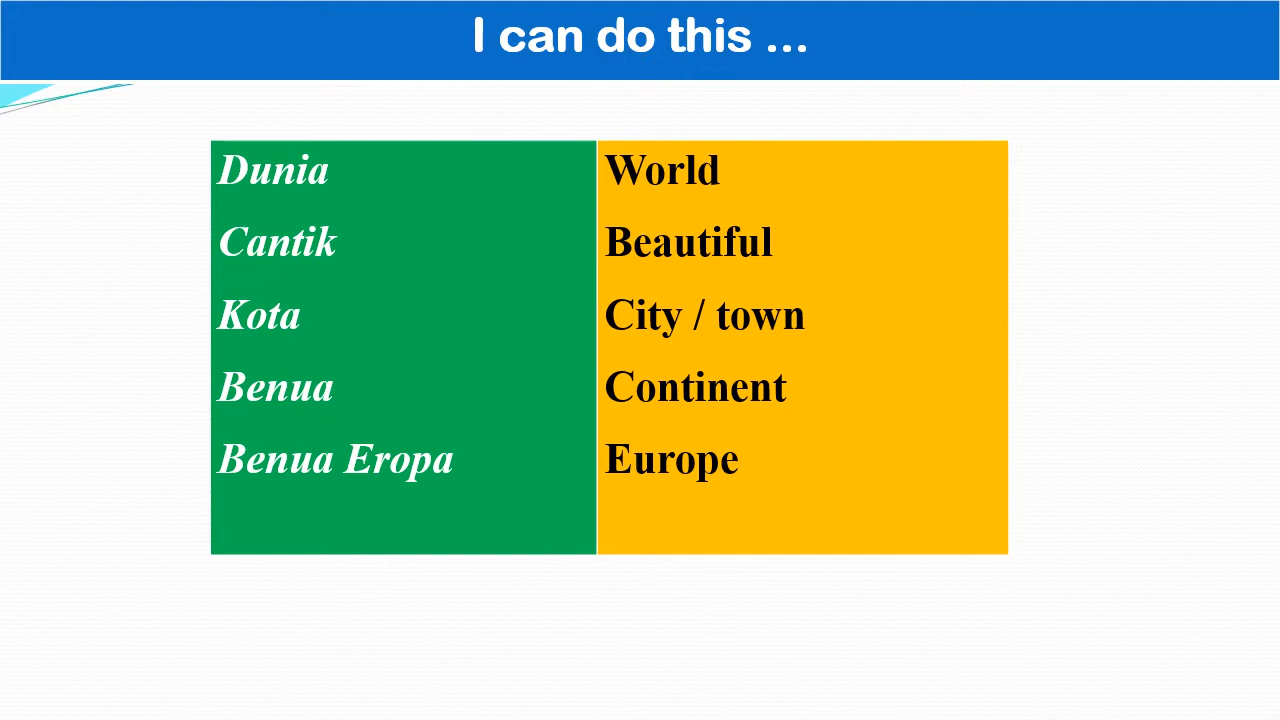 I can do this ...
Dunia
Cantik
Kota
Benua
Benua Eropa
World
Beautiful
City / town
Continent
Europe